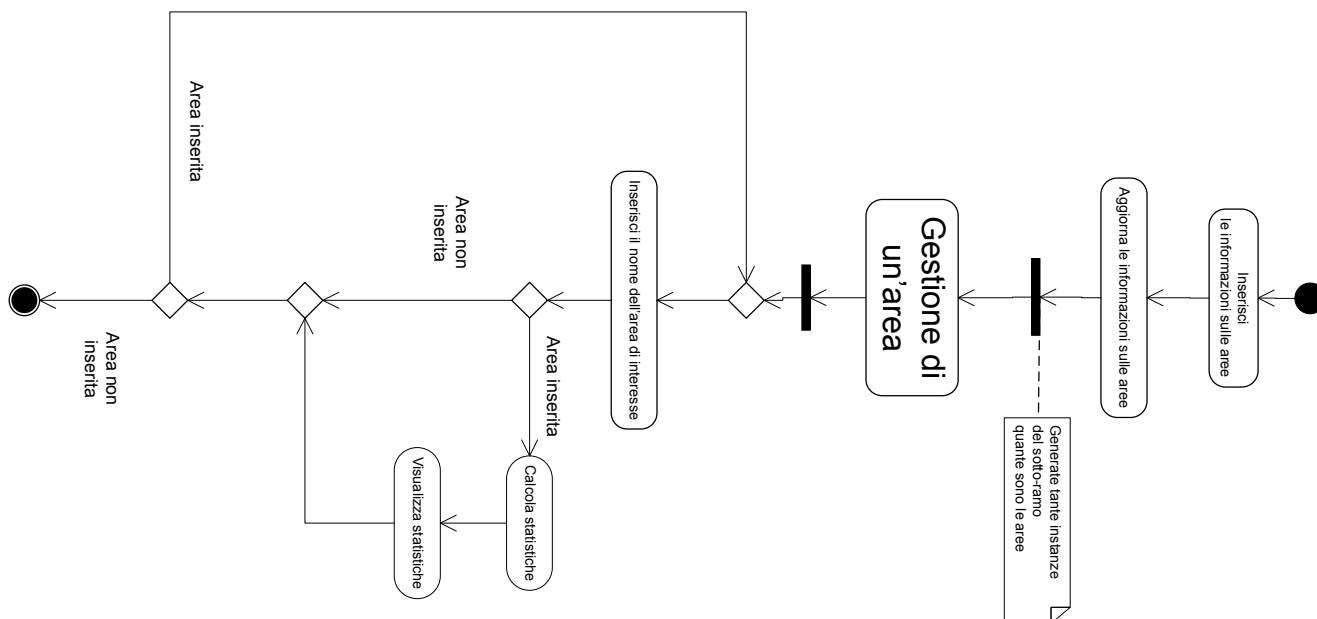 Inserisci
le informazioni sulle aree
Aggiorna le informazioni sulle aree
Generate tante instanze
del sotto-ramo
quante sono le aree
Gestione di
un'area
Inserisci il nome dell'area di interesse
Area inserita
Area non
inserita
Calcola statistiche
Visualizza statistiche
Area inserita
Area non
inserita